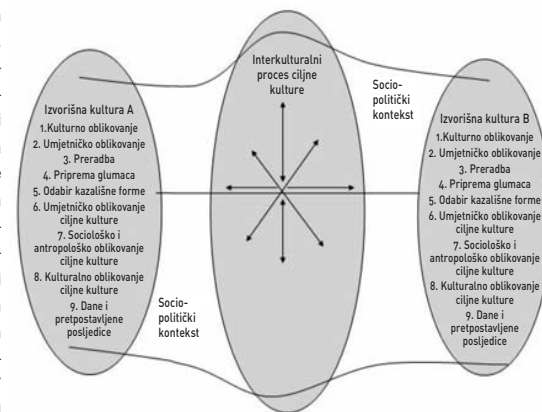 Izvorišna kultura A
1.Kulturno oblikovanje
2. Umjetničko oblikovanje
3. Preradba
4. Priprema glumaca
5. Odabir kazališne forme
6. Umjetničko oblikovanje
ciljne kulture
7. Sociološko i
antropološko oblikovanje
ciljne kulture
8. Kulturalno oblikovanje
ciljne kulture
9. Dane i
pretpostavljene
posljedice
Interkulturalni
proces ciljne
kulture
Socio-
politički
kontekst
Socio-
politički
kontekst
Izvorišna kultura B
1.Kulturno oblikovanje
2. Umjetničko oblikovanje
3. Preradba
4. Priprema glumaca
5. Odabir kazališne forme
6. Umjetničko oblikovanje
ciljne kulture
7. Sociološko i
antropološko oblikovanje
ciljne kulture
8. Kulturalno oblikovanje
ciljne kulture
9. Dane i
pretpostavljene
posljedice